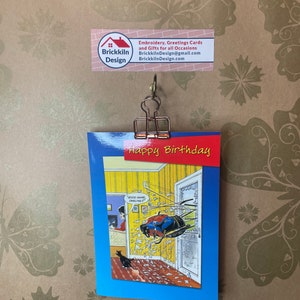 Brickkiln
Design
Embroidery, Greetings Cards
and Gifts for all Occasions
BrickkilnDesign@gmail.com
BrickkilnDesign.com
Happy Birthday